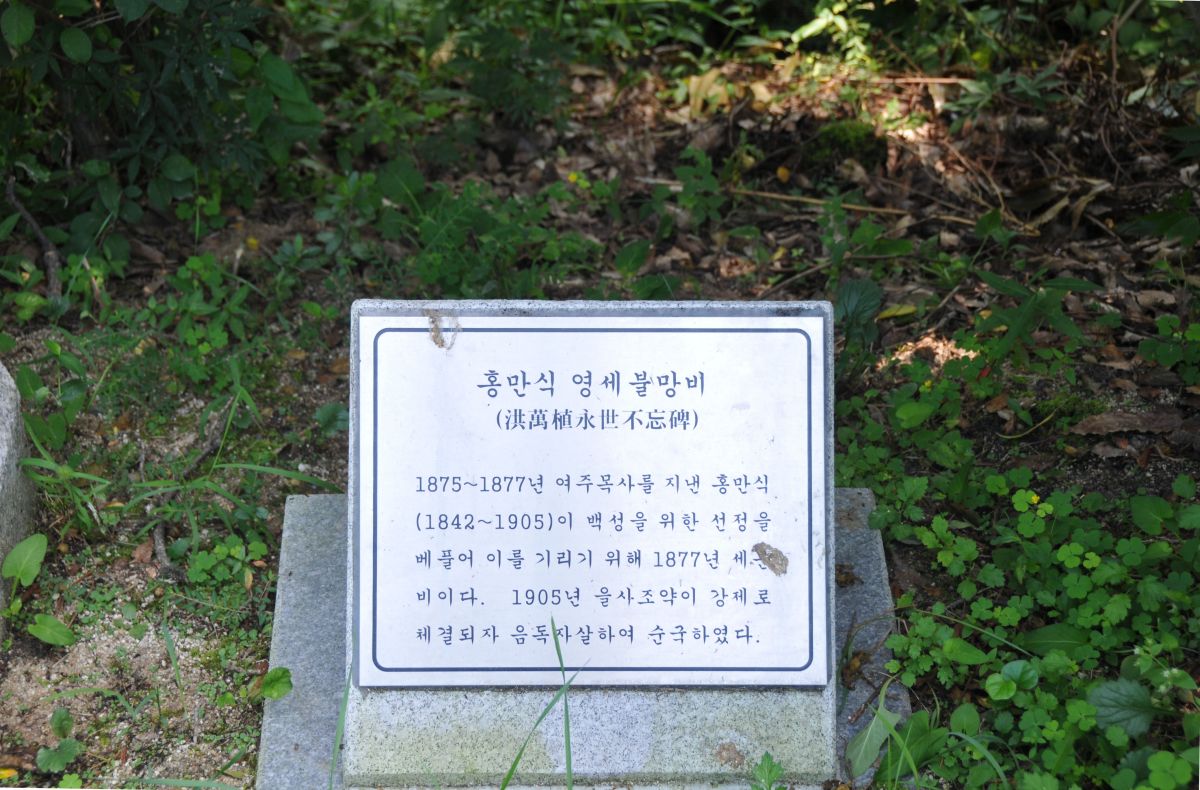 홍만식 영세불망비
(洪萬植永世不忘碑)
1875~1877년 여주목사를 지낸 홍만식
(1842~1905)이 백성을 위한 선정을
베풀어 이를 기리기 위해 1877년
비이다. 1905년 을사조약이 강제로
체결되자 음독자살하여 순국하였다.